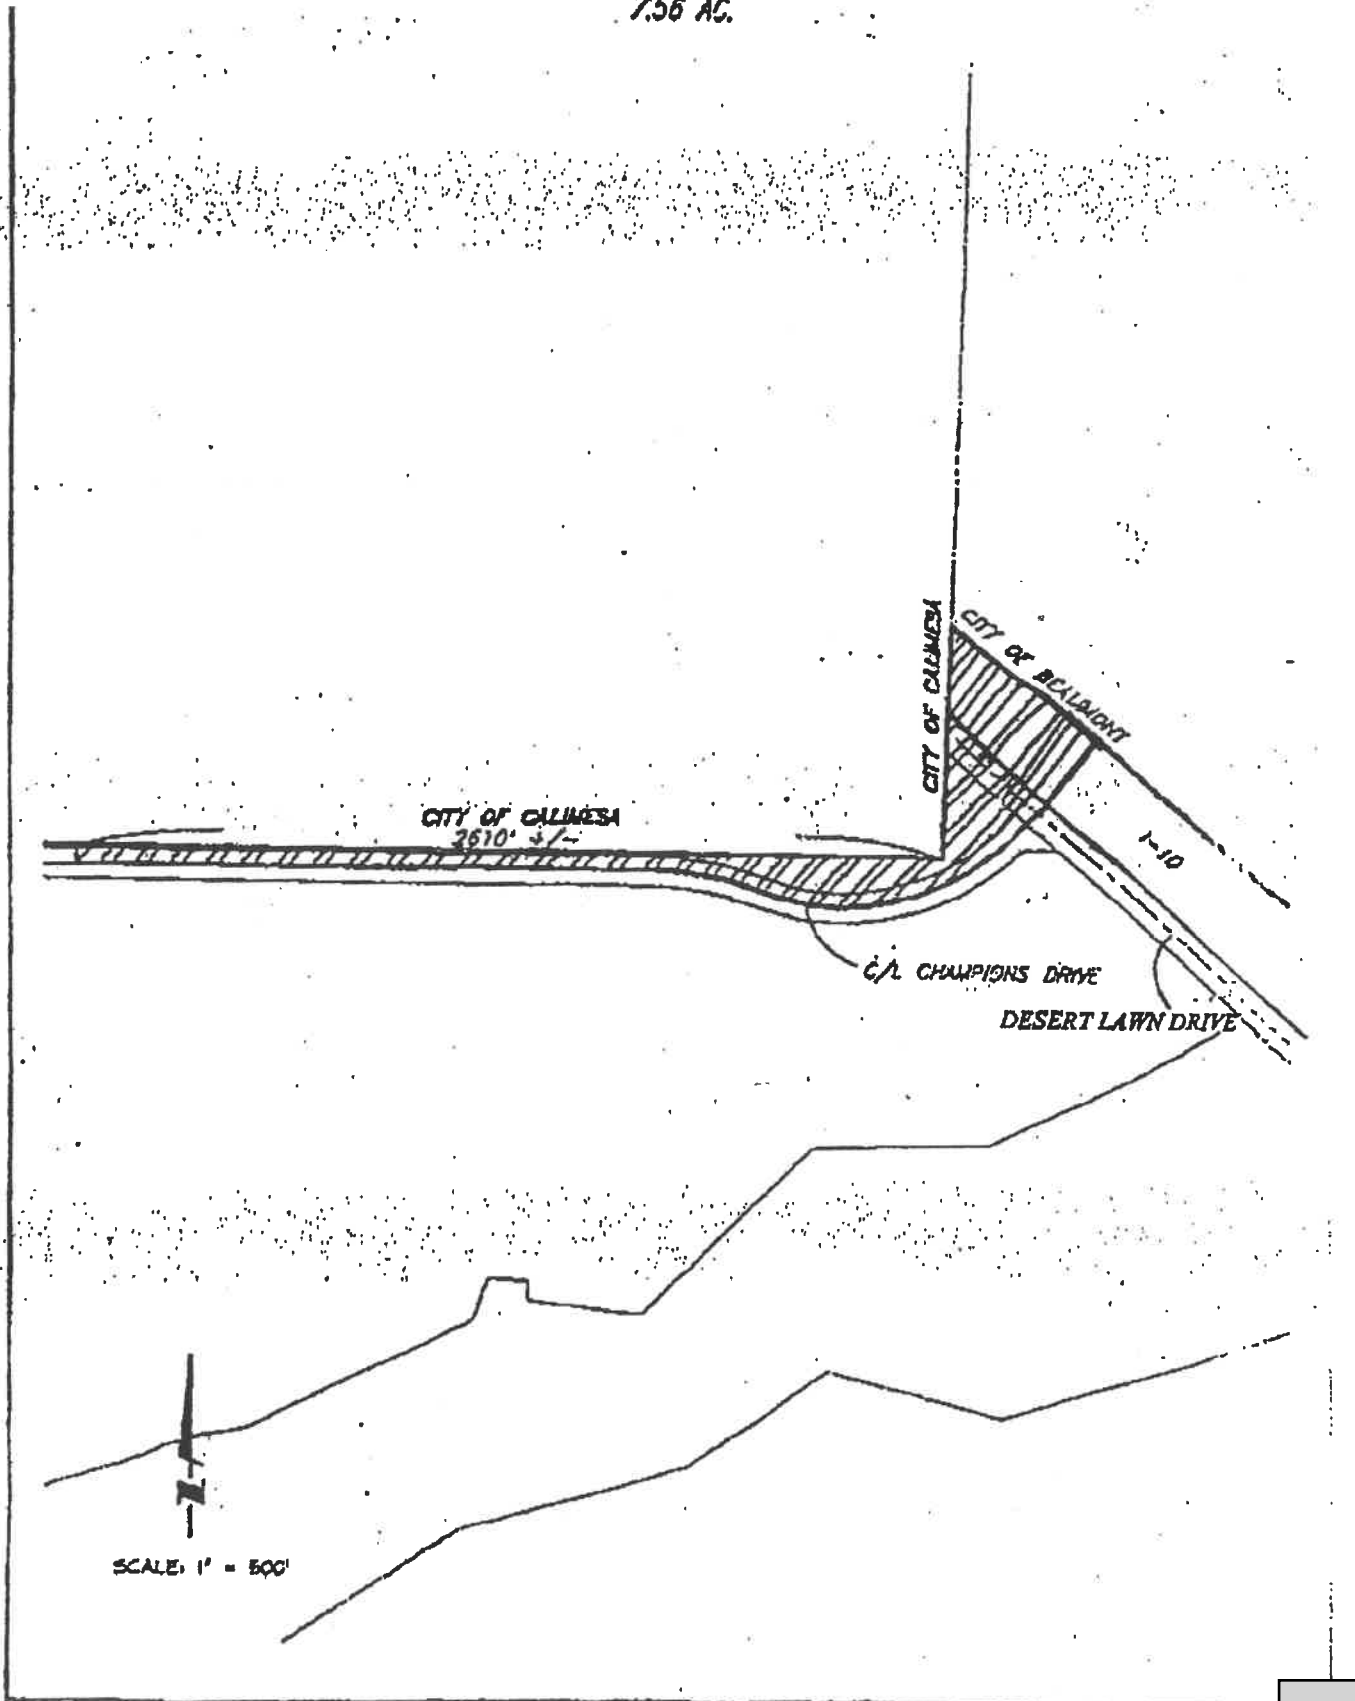 7.56 AC.
CITY OF CALIMESA
CITY OF BEAUMONT
CITY OF CALIMESA
2610' +/-
I-10
C/L CHAMPIONS DRIVE
DESERT LAWN DRIVE
N
SCALE: 1" = 500'